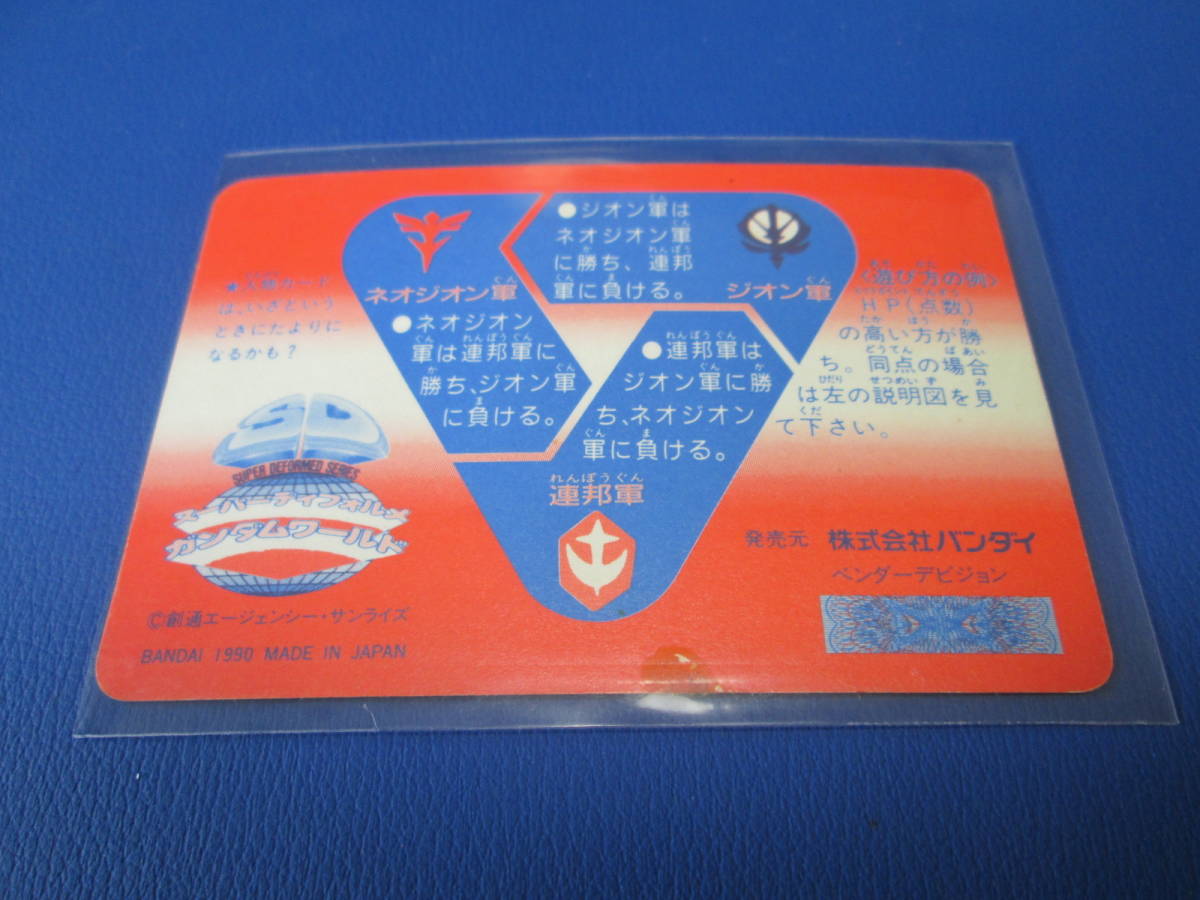 ●ジオン軍は
ネオジオン軍
に勝ち、連邦
軍に負ける。
ネオジオン軍
ジオン軍
●ネオジオン
軍は連邦軍に
勝ち、ジオン軍
に負ける。
●連邦軍は
ジオン軍に勝
ち、ネオジオン
軍に負ける。
連邦軍
は、いざという
ときにたよりに
なるかも?
SUPER DEFORMED SERIES
スーパーディフォルメ
ガンダムワールド
©創通エージェンシー・サンライズ
BANDAI 1990 MADE IN JAPAN
〈遊び方の例〉
HP(点数)
の高い方が勝
ち。同点の場合
は左の説明図を見
て下さい。
発売元 株式会社バンダイ
ベンダーデビジョン